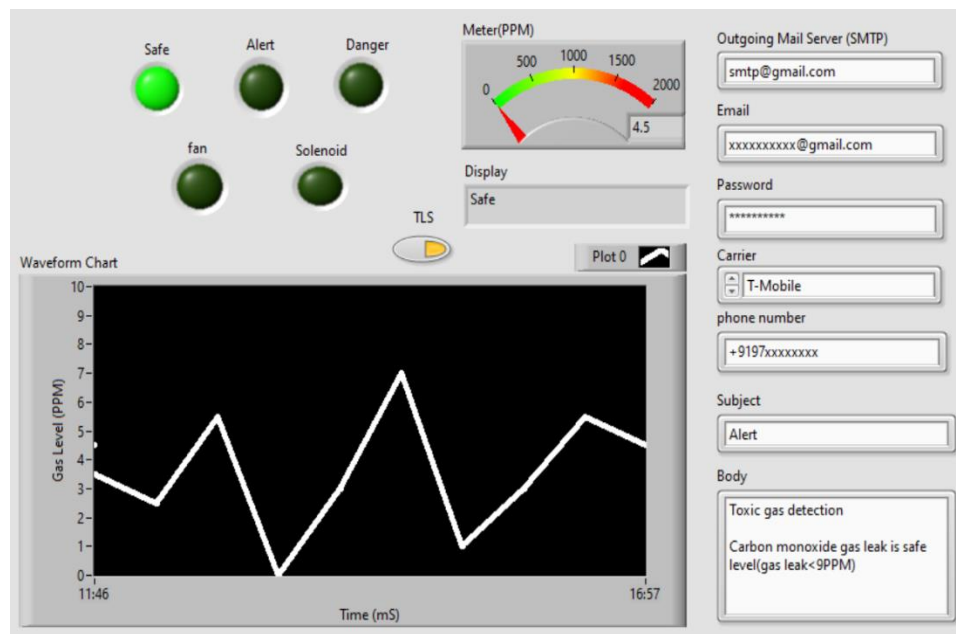 Safe
Alert
Danger
fan
Solenoid
Meter(PPM)
0
500
1000
1500
2000
4.5
Display
Safe
TLS
Plot 0
Waveform Chart
Gas Level (PPM)
10
9
8
7
6
5
4
3
2
1
0
11:46
16:57
Time (mS)
Outgoing Mail Server (SMTP)
smtp@gmail.com
Email
xxxxxxxxxx@gmail.com
Password
**********
Carrier
T-Mobile
phone number
+9197xxxxxxxx
Subject
Alert
Body
Toxic gas detection
Carbon monoxide gas leak is safe
level(gas leak<9PPM)